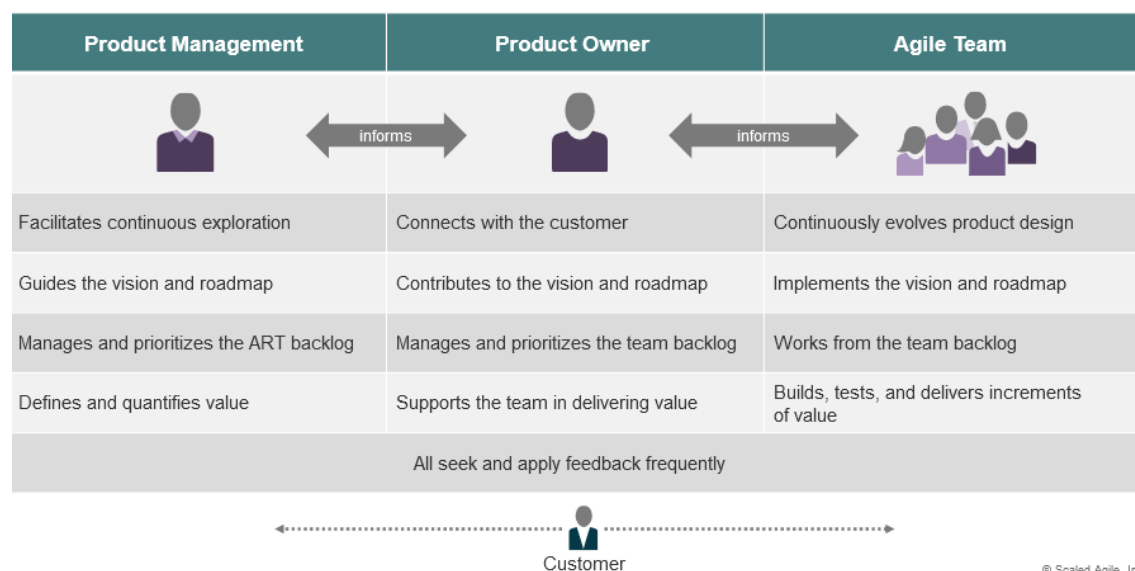 Product Management
Product Owner
Agile Team
informs
informs
Facilitates continuous exploration
Connects with the customer
Continuously evolves product design
Guides the vision and roadmap
Contributes to the vision and roadmap
Implements the vision and roadmap
Manages and prioritizes the ART backlog
Manages and prioritizes the team backlog
Works from the team backlog
Defines and quantifies value
Supports the team in delivering value
Builds, tests, and delivers increments
of value
All seek and apply feedback frequently
Customer
© Scaled Agile,